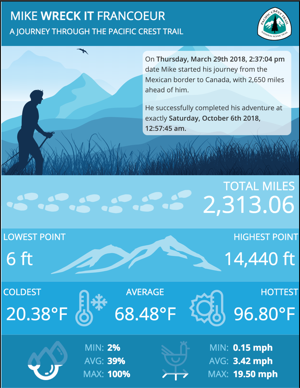 MIKE WRECK IT FRANCOEUR
A JOURNEY THROUGH THE PACIFIC CREST TRAIL
On Thursday, March 29th 2018, 2:37:04 pm
date Mike started his journey from the
Mexican border to Canada, with 2,650 miles
ahead of him.
He successfully completed his adventure at
exactly Saturday, October 6th 2018,
12:57:45 am.
TOTAL MILES
2,313.06
LOWEST POINT
HIGHEST POINT
6 ft
14,440 ft
COLDEST
AVERAGE
HOTTEST
20.38°F
68.48°F
96.80°F
MIN: 2%
AVG: 39%
MAX: 100%
MIN: 0.15 mph
AVG: 3.42 mph
MAX: 19.50 mph